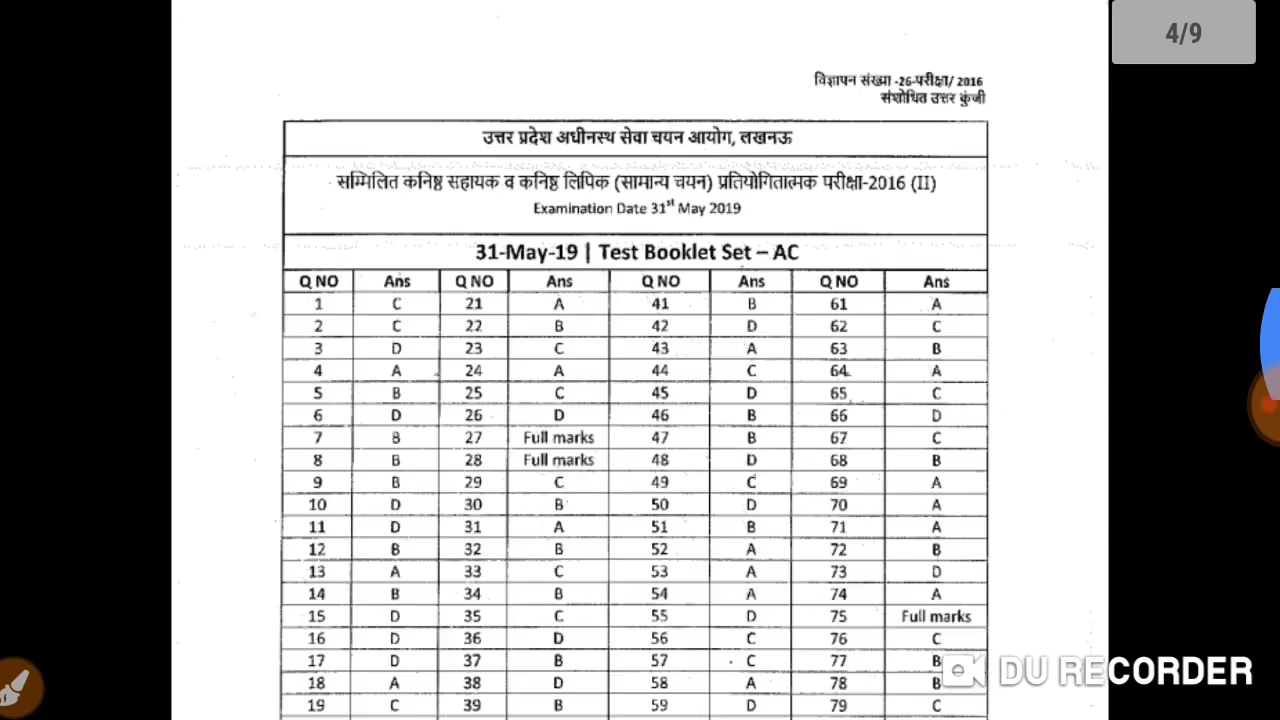 4/9
विज्ञापन संख्या -26-परीक्षा/ 2016
संशोधित उत्तर कुंजी
उत्तर प्रदेश अधीनस्थ सेवा चयन आयोग, लखनऊ
सम्मिलित कनिष्ठ सहायक व कनिष्ठ लिपिक (सामान्य चयन) प्रतियोगितात्मक परीक्षा-2016 (II)
Examination Date 31st May 2019
31-May-19 | Test Booklet Set – AC
Q NO Ans Q NO Ans Q NO Ans Q NO Ans
1 C 21 A 41 B 61 A
2 C 22 B 42 D 62 C
3 D 23 C 43 A 63 B
4 A 24 A 44 C 64 A
5 B 25 C 45 D 65 C
6 D 26 D 46 B 66 D
7 B 27 Full marks 47 B 67 C
8 B 28 Full marks 48 D 68 B
9 B 29 C 49 C 69 A
10 D 30 B 50 D 70 A
11 D 31 A 51 B 71 A
12 B 32 B 52 A 72 B
13 A 33 C 53 A 73 D
14 B 34 B 54 A 74 A
15 D 35 C 55 D 75 Full marks
16 D 36 D 56 C 76 C
17 D 37 B 57 C 77 B
18 A 38 D 58 A 78 B
19 C 39 B 59 D 79 C
DU RECORDER